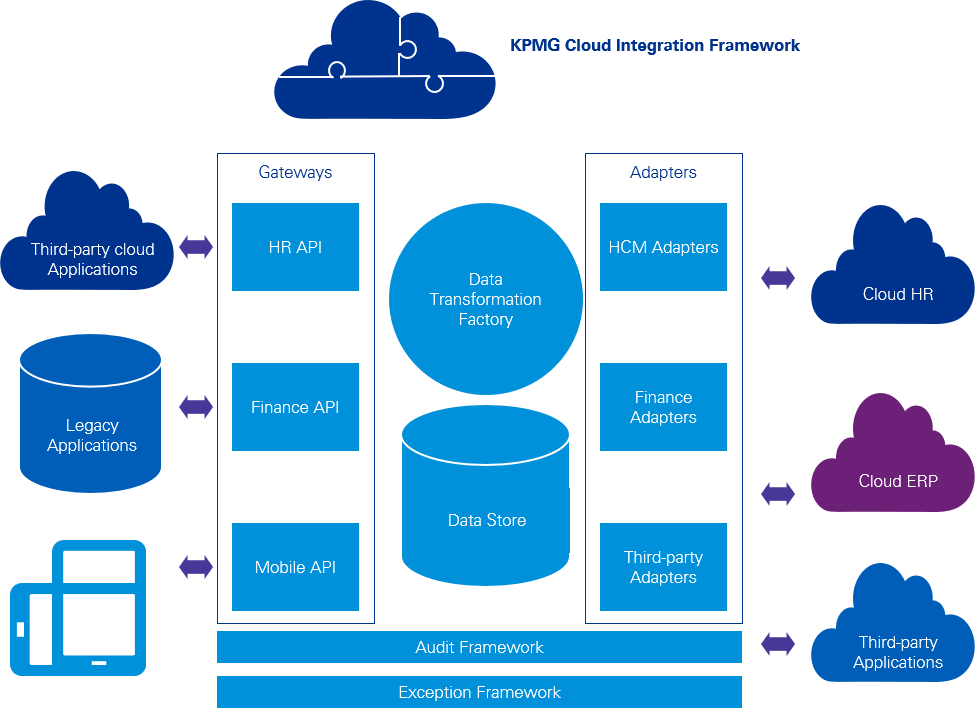 KPMG Cloud Integration Framework
Gateways
Adapters
Third-party cloud
Applications
HR API
Data
Transformation
Factory
HCM Adapters
Cloud HR
Legacy
Applications
Finance API
Finance
Adapters
Data Store
Cloud ERP
Mobile API
Third-party
Adapters
Third-party
Applications
Audit Framework
Exception Framework